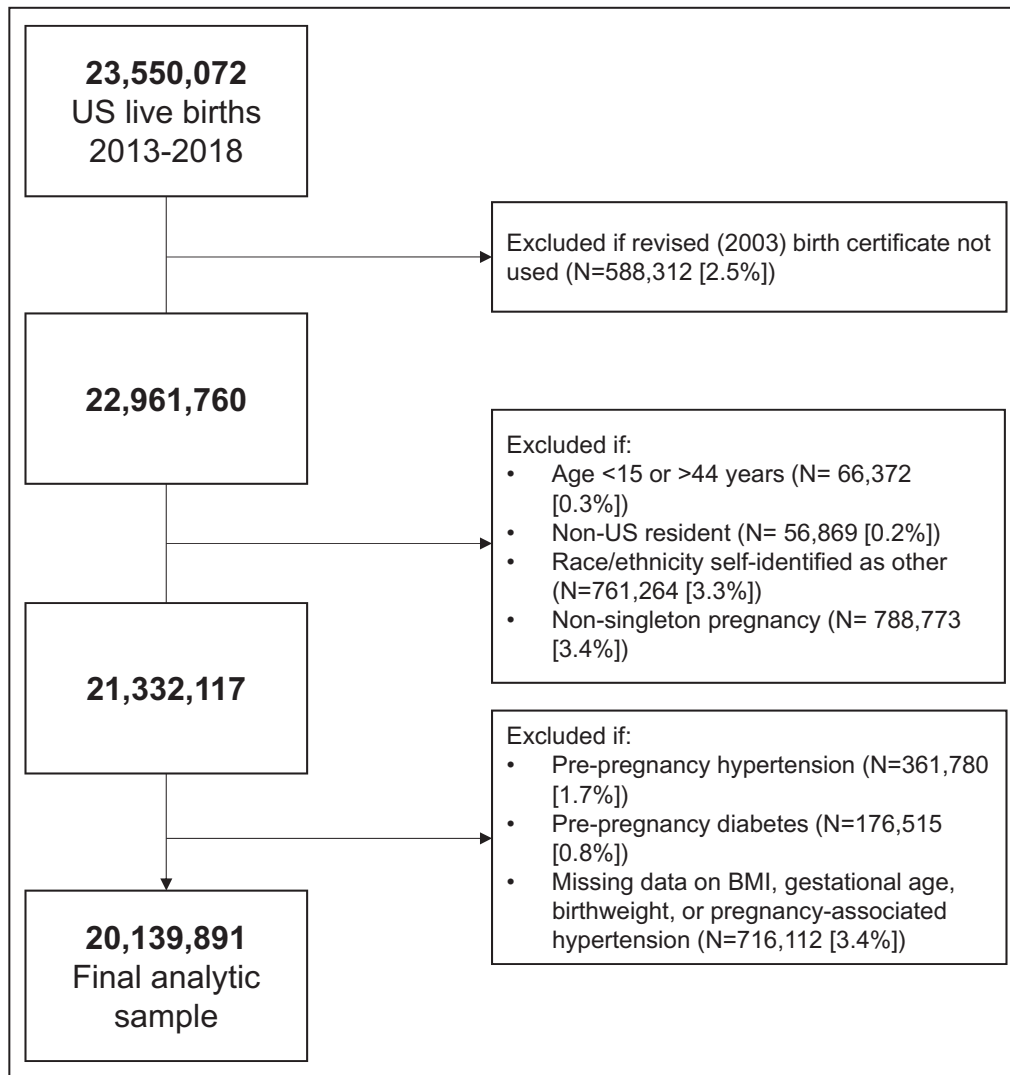 23,550,072
US live births
2013-2018
Excluded if revised (2003) birth certificate not
used (N=588,312 [2.5%])
22,961,760
Excluded if:
• Age <15 or >44 years (N= 66,372
[0.3%])
• Non-US resident (N= 56,869 [0.2%])
• Race/ethnicity self-identified as other
(N=761,264 [3.3%])
• Non-singleton pregnancy (N= 788,773
[3.4%])
21,332,117
Excluded if:
• Pre-pregnancy hypertension (N=361,780
[1.7%])
• Pre-pregnancy diabetes (N=176,515
[0.8%])
• Missing data on BMI, gestational age,
birthweight, or pregnancy-associated
hypertension (N=716,112 [3.4%])
20,139,891
Final analytic
sample